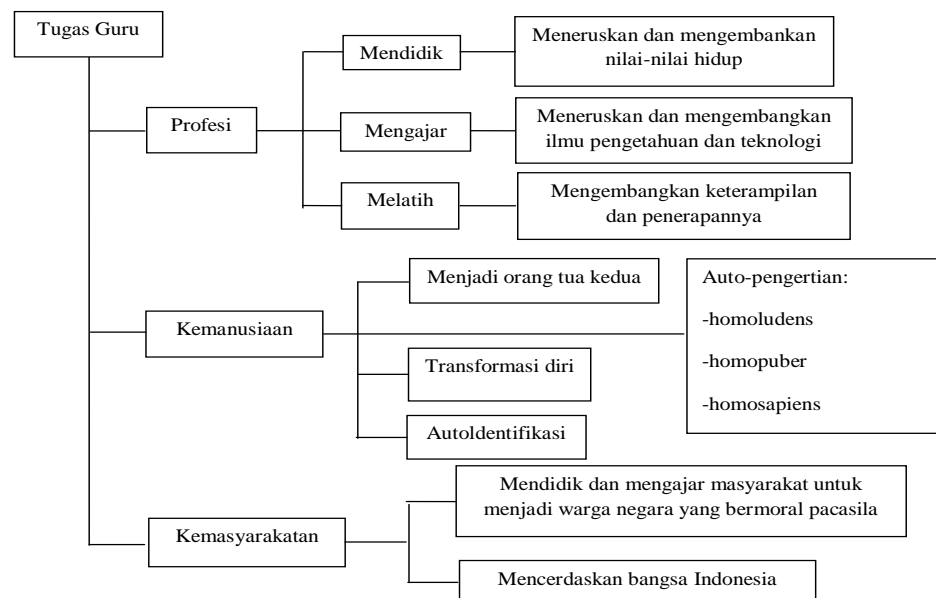 Tugas Guru
Profesi
Mendidik
Meneruskan dan mengembankan
nilai-nilai hidup
Mengajar
Meneruskan dan mengembangkan
ilmu pengetahuan dan teknologi
Melatih
Mengembangkan keterampilan
dan penerapannya
Kemanusiaan
Menjadi orang tua kedua
Transformasi diri
AutoIdentifikasi
Auto-pengertian:
-homoludens
-homopuber
-homosapiens
Kemasyarakatan
Mendidik dan mengajar masyarakat untuk
menjadi warga negara yang bermoral pacasila
Mencerdaskan bangsa Indonesia